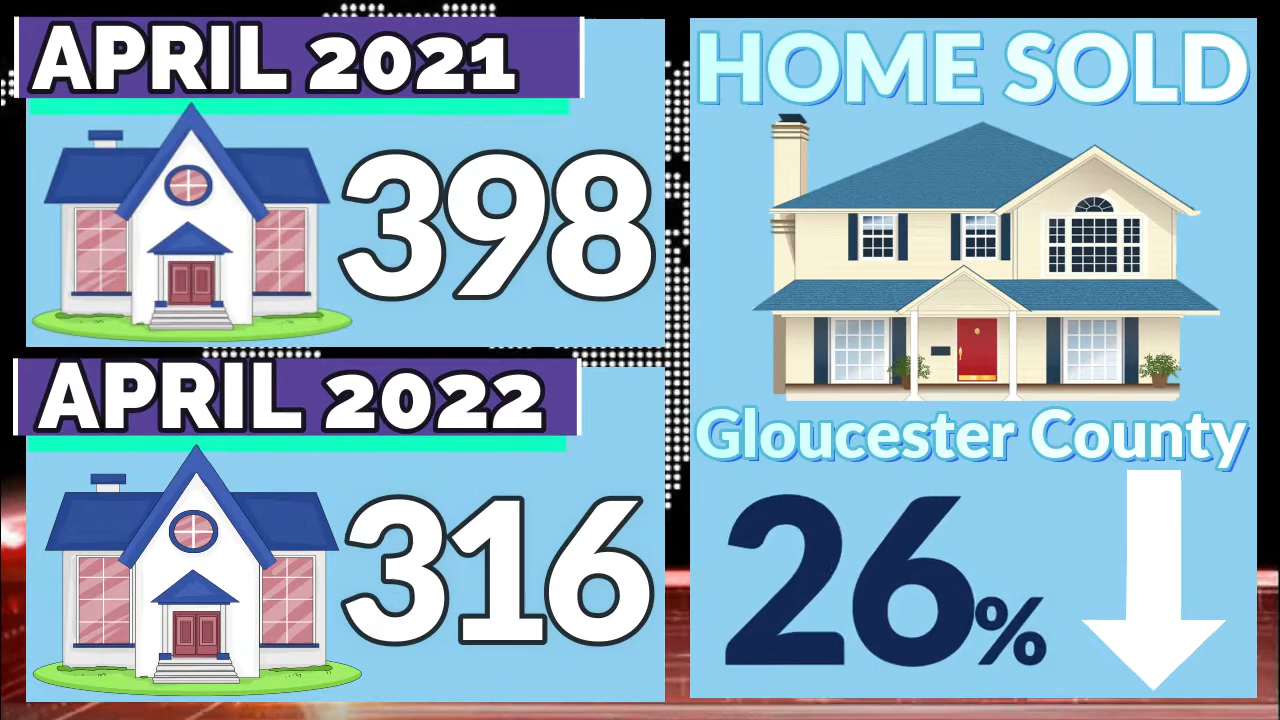 APRIL 2021
398
APRIL 2022
316
HOME SOLD
Gloucester County
26%